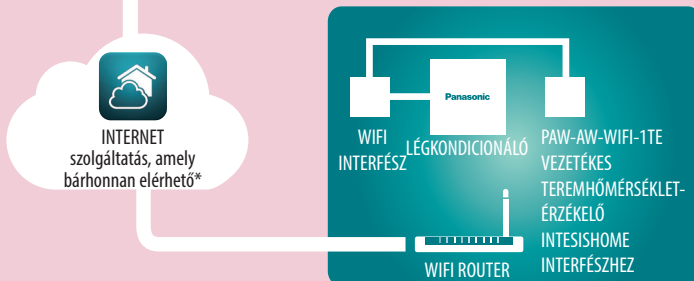 INTERNET
szolgáltatás, amely
bárhonnan elérhető*
Panasonic
WIFI
INTERFÉSZ
LÉGKONDICIONÁLÓ
PAW-AW-WIFI-1TE
VEZETÉKES
TEREMHŐMÉRSÉKLET-
ÉRZÉKELŐ
INTESISHOME
INTERFÉSZHEZ
WIFI ROUTER